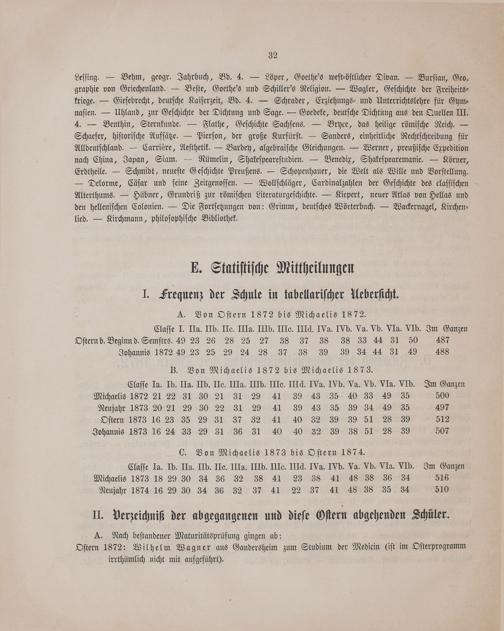 32
Lessing. — Behm, geogr. Jahrbuch, Bd. 4. — Löper, Goethe's west-östlicher Divan. — Bursian, Geo¬
graphie von Griechenland. — Beste, Goethe's und Schiller's Religion. — Wagler, Geschichte der Freiheits¬
kriege. — Giesebrecht, deutsche Kaiserzeit, Bd. 4. — Schrader, Erziehungs- und Unterrichtslehre für Gym¬
nasien. — Uhland, zur Geschichte der Dichtung und Sage. — Goedeke, deutsche Dichtung aus den Quellen III.
4. — Benthin, Sternkunde. — Flathe, Geschichte Sachsens. — Bryce, das heilige römische Reich. —
Schaefer, historische Aufsätze. — Pierson, der große Kurfürst. — Sanders, einheitliche Rechtschreibung für
Alldeutschland. — Carrière, Aesthetik. — Bardey, algebraische Gleichungen. — Werner, preußische Expedition
nach China, Japan, Siam. — Rümelin, Shakespearestudien. — Benedix, Shakespearemanie. — Körner,
Erdtheile. — Schmidt, neueste Geschichte Preußens. — Schopenhauer, die Welt als Wille und Vorstellung.
— Delorme, Cäsar und seine Zeitgenossen. — Wollschläger, Cardinalzahlen der Geschichte des classischen
Alterthums. — Hübner, Grundriß zur römischen Literaturgeschichte. — Kiepert, neuer Atlas von Hellas und
den hellenischen Colonien. — Die Fortsetzungen von: Grimm, deutsches Wörterbuch. — Wackernagel, Kirchen¬
lied. — Kirchmann, philosophische Bibliothek.
E. Statistische Mittheilungen
I. Frequenz der Schule in tabellarischer Uebersicht.
A. Von Ostern 1872 bis Michaelis 1872.
Classe I. IIa. IIb. IIc. IIIa. IIIb. IIIc. IIId. IVa. IVb. Va. Vb. VIa. VIb. Im Ganzen
Ostern b. Beginn d. Semstrs. 49 23 26 28 25 27 38 37 38 38 33 44 31 50 487
Johannis 1872 49 23 25 29 24 28 37 38 39 39 34 44 31 49 488
B. Von Michaelis 1872 bis Michaelis 1873.
Classe Ia. Ib. IIa. IIb. IIc. IIIa. IIIb. IIIc. IIId. IVa. IVb. Va. Vb. VIa. VIb. Im Ganzen
Michaelis 1872 21 22 31 30 21 31 29 41 39 43 35 40 33 49 35 500
Neujahr 1873 20 21 29 30 22 31 29 41 39 43 35 39 34 49 35 497
Ostern 1873 16 23 35 29 31 37 32 41 40 32 39 39 51 28 39 512
Johannis 1873 16 24 33 29 31 36 31 40 40 32 39 38 51 28 39 507
C. Von Michaelis 1873 bis Ostern 1874.
Classe Ia. Ib. IIa. IIb. IIc. IIIa. IIIb. IIIc. IIId. IVa. IVb. Va. Vb. VIa. VIb. Im Ganzen
Michaelis 1873 18 29 30 34 36 32 38 41 23 38 41 48 38 36 34 516
Neujahr 1874 16 29 30 34 36 32 37 41 22 37 41 48 38 35 34 510
II. Verzeichniß der abgegangenen und diese Ostern abgehenden Schüler.
A. Nach bestandener Maturitätsprüfung gingen ab:
Ostern 1872: Wilhelm Wagner aus Gandersheim zum Studium der Medicin (ist im Osterprogramm
irrthümlich nicht mit aufgeführt).